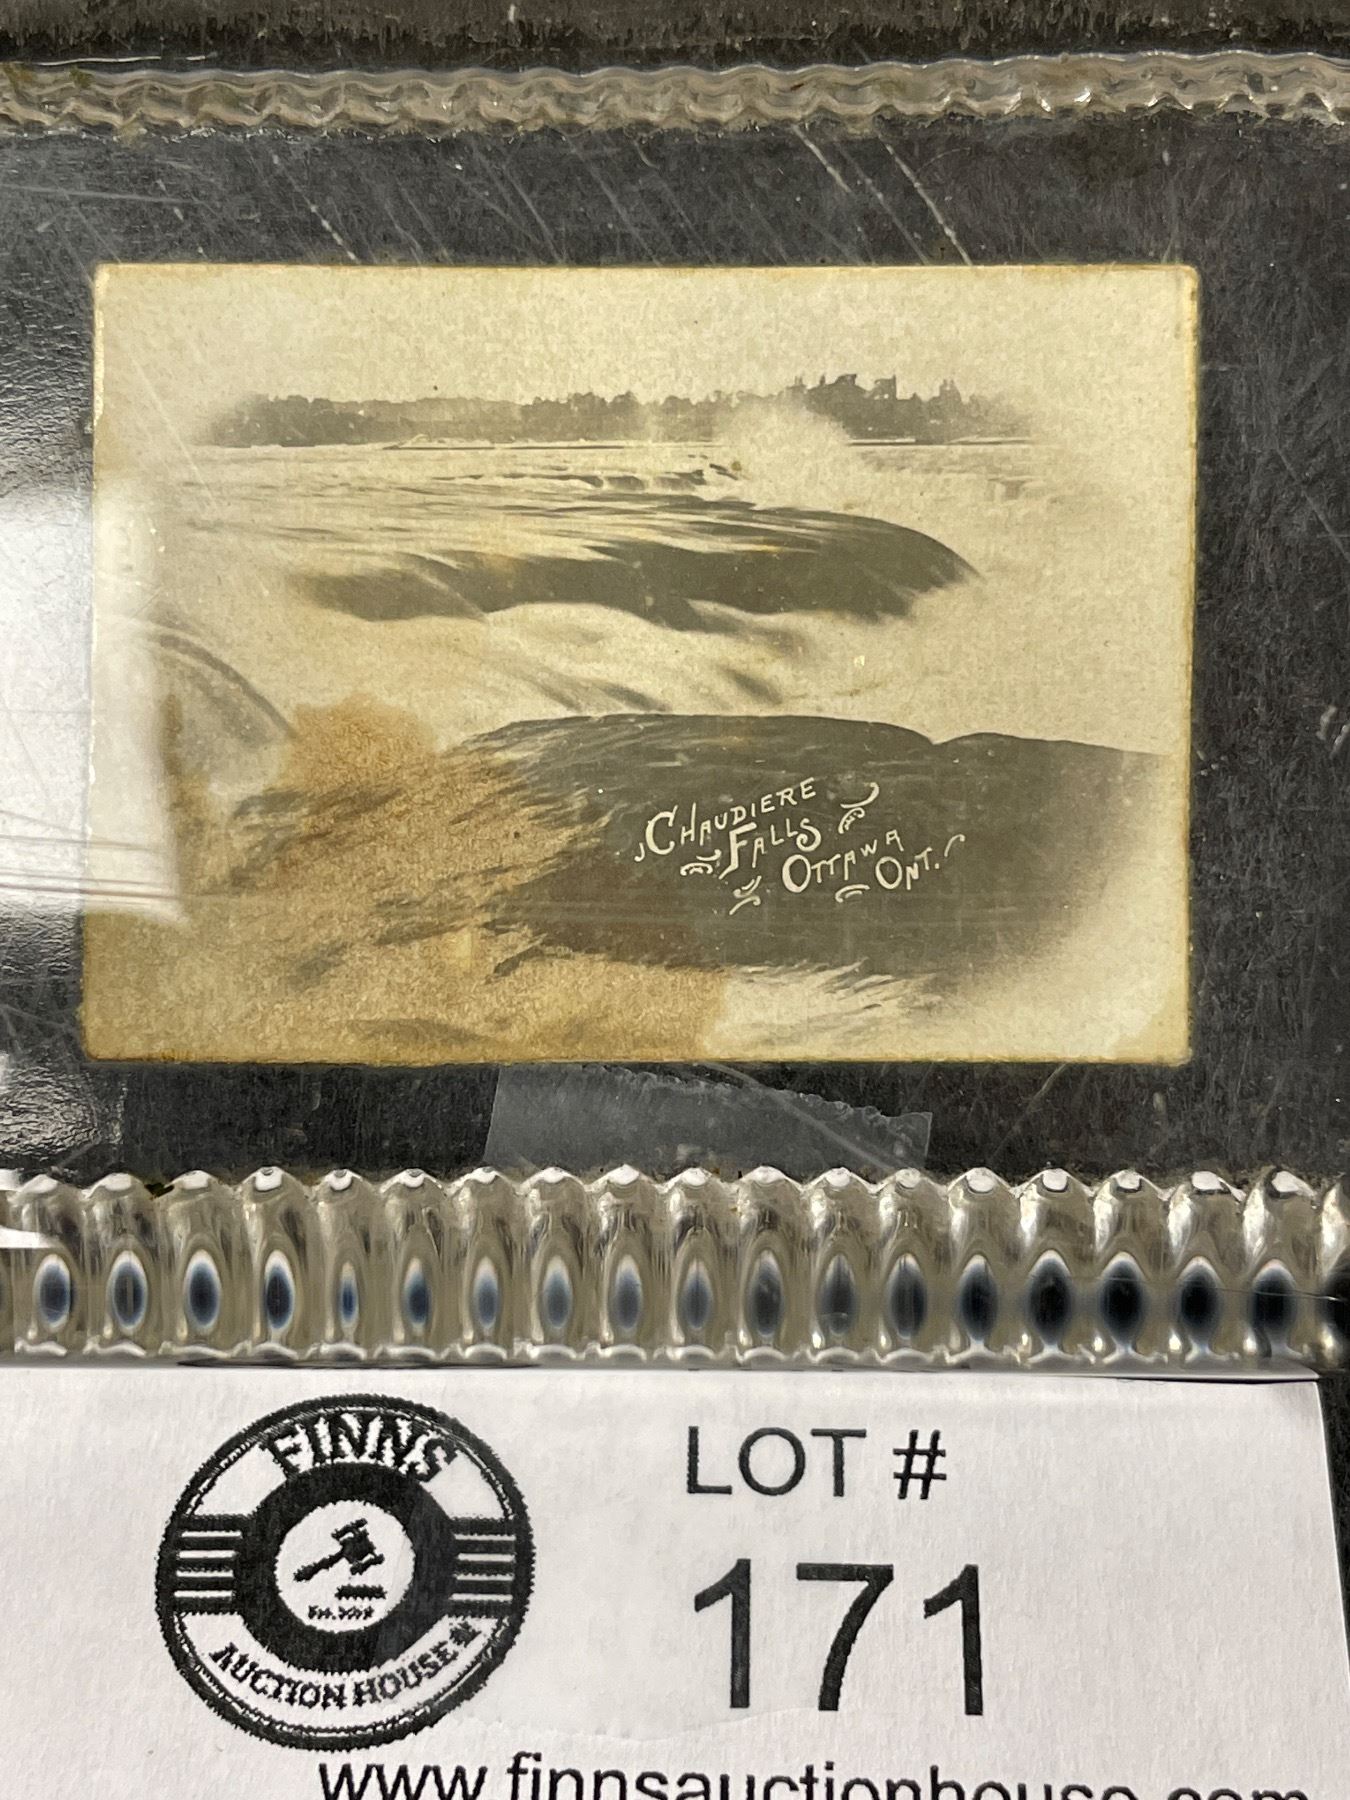 CHAUDIERE
FALLS
OTTAWA
ONT.
FINNS
AUCTION HOUSE
LOT #
171
www.finnsauctionhouse.com